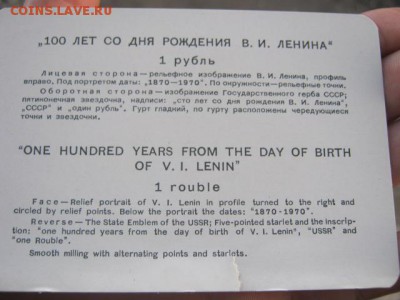 COINS.LAST.RU
„100 ЛЕТ СО ДНЯ РОЖДЕНИЯ В. И. ЛЕНИНА“
1 рубль
Лицевая сторона—рельефное изображение В. И. Ленина, профиль
вправо. Под портретом даты: „1870—1970“. По окружности—рельефные точки.
Оборотная сторона—изображение Государственного герба СССР;
пятиконечная звездочка, надписи: „сто лет со дня рождения В. И. Ленина“,
„СССР“ и „один рубль“. Гурт гладкий, по гурту расположены чередующиеся
точки и звездочки.
“ONE HUNDRED YEARS FROM THE DAY OF BIRTH
OF V. I. LENIN”
1 rouble
Face—Relief portrait of V. I. Lenin in profile turned to the right and
circled by relief points. Below the portrait the dates: “1870-1970”.
Reverse — The State Emblem of the USSR; Five-pointed starlet and the inscrip-
tion: “one hundred years from the day of birth of V. I. Lenin”, “USSR” and
“one Rouble”.
Smooth milling with alternating points and starlets.